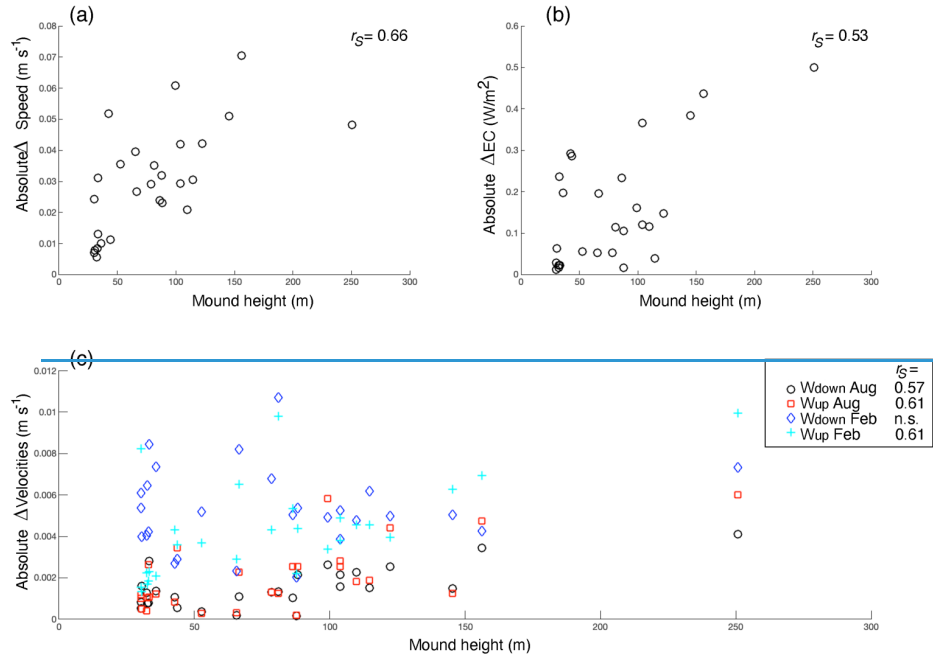 (a)
r_S= 0.66
0.08
0.07
0.06
0.05
0.04
0.03
0.02
0.01
0
Absolute Δ Speed (m s⁻¹)
0 50 100 150 200 250 300
Mound height (m)
(b)
r_S= 0.53
0.6
0.5
0.4
0.3
0.2
0.1
0
Absolute ΔEC (W/m²)
0 50 100 150 200 250 300
Mound height (m)
(c)
0.012
0.01
0.008
0.006
0.004
0.002
0
Absolute ΔVelocities (m s⁻¹)
0 50 100 150 200 250 300
Mound height (m)
r_S=
Wdown Aug 0.57
Wup Aug 0.61
Wdown Feb n.s.
Wup Feb 0.61